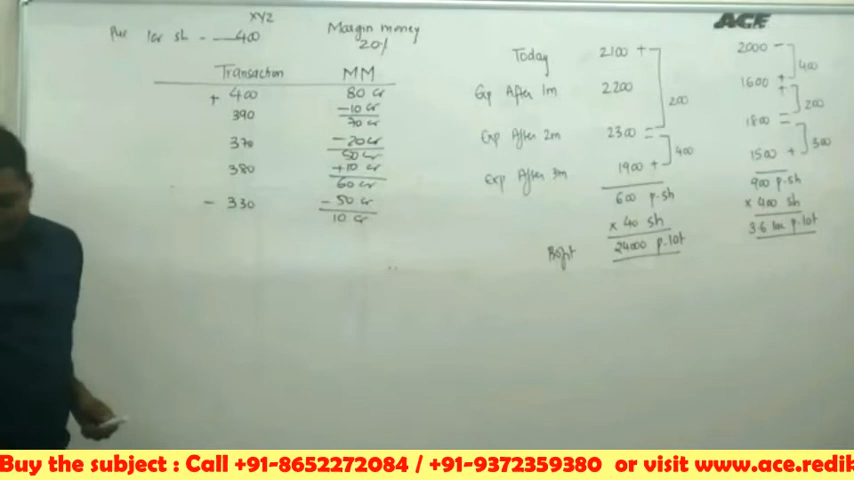 ACE
XYZ
Pur 1cr sh - 400
Margin money
20%
Transaction MM
+ 400 80 cr
- 10 cr
390 70 cr
370 - 20 cr
50 cr
380 + 10 cr
60 cr
- 330 - 50 cr
10 cr
Today 2100 +
Exp After 1m 2200
200
Exp After 2m 2300 =
400
Exp After 3m 1900 +
600 p.sh
x 40 sh
Profit 24000 p.lot
2000 -
400
1600 +
+
200
1800 =
300
1500 +
900 p.sh
x 400 sh
3.6 lac p.lot
Buy the subject : Call +91-8652272084 / +91-9372359380 or visit www.ace.redik